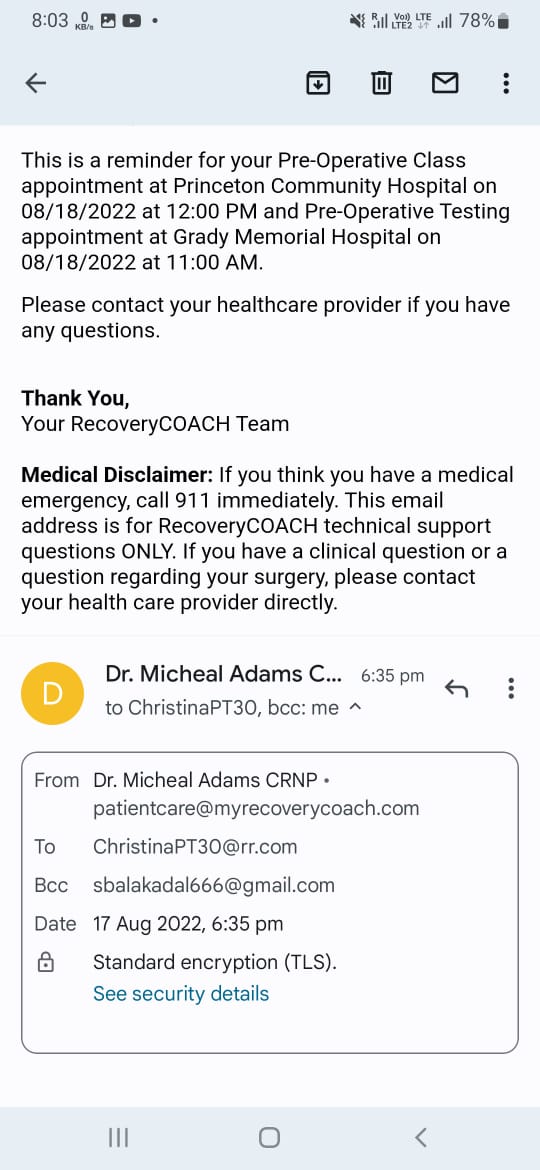 8:03 0 KB/s Vo)) LTE2 LTE 78%
This is a reminder for your Pre-Operative Class
appointment at Princeton Community Hospital on
08/18/2022 at 12:00 PM and Pre-Operative Testing
appointment at Grady Memorial Hospital on
08/18/2022 at 11:00 AM.
Please contact your healthcare provider if you have
any questions.
Thank You,
Your RecoveryCOACH Team
Medical Disclaimer: If you think you have a medical
emergency, call 911 immediately. This email
address is for RecoveryCOACH technical support
questions ONLY. If you have a clinical question or a
question regarding your surgery, please contact
your health care provider directly.
D
Dr. Micheal Adams C... 6:35 pm
to ChristinaPT30, bcc: me
From Dr. Micheal Adams CRNP •
patientcare@myrecoverycoach.com
To ChristinaPT30@rr.com
Bcc sbalakadal666@gmail.com
Date 17 Aug 2022, 6:35 pm
Standard encryption (TLS).
See security details